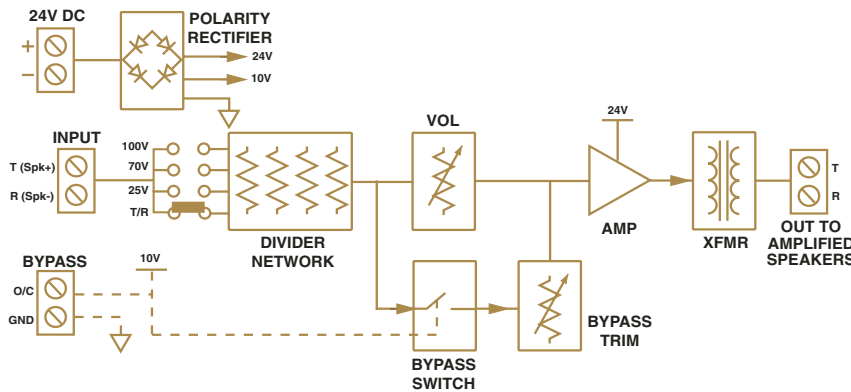 24V DC
+
−
POLARITY
RECTIFIER
24V
10V
INPUT
T (Spk+)
R (Spk-)
100V
70V
25V
T/R
DIVIDER
NETWORK
VOL
24V
AMP
XFMR
T
R
OUT TO
AMPLIFIED
SPEAKERS
BYPASS
O/C
GND
10V
BYPASS
SWITCH
BYPASS
TRIM